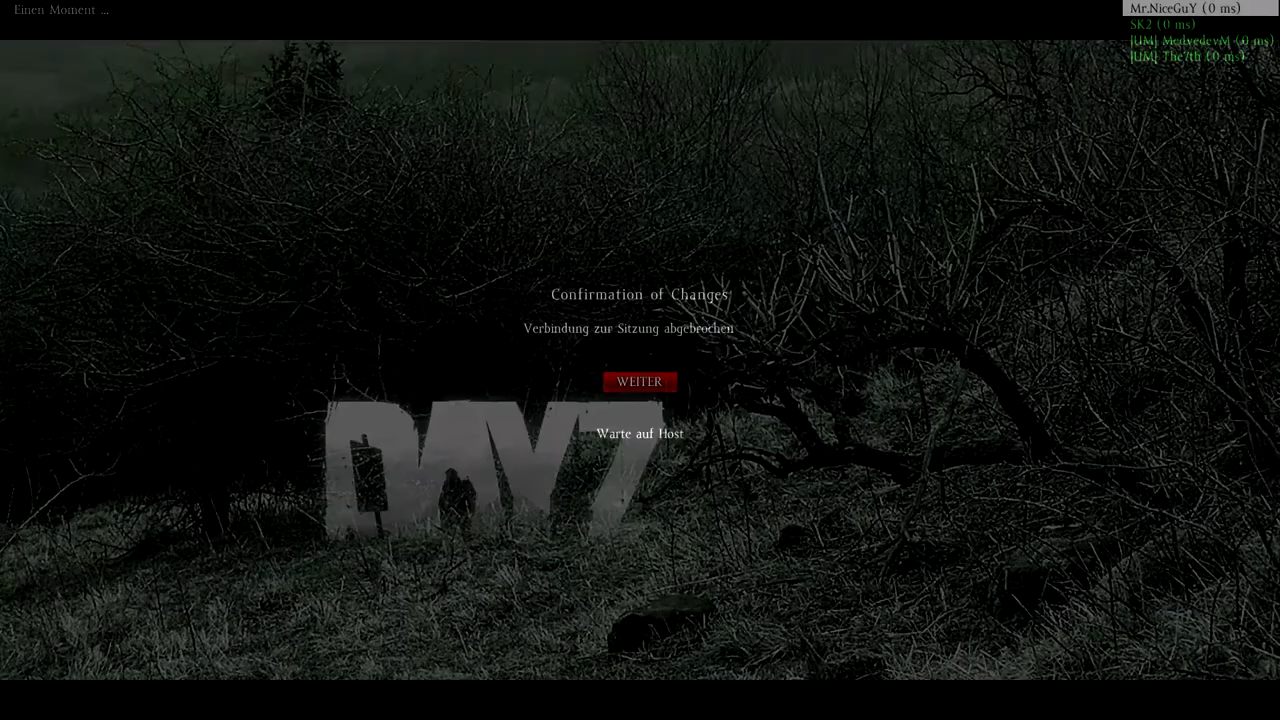 Einen Moment ...
Mr.NiceGuY (0 ms)
SK2 (0 ms)
|UM| MedvedevM (0 ms)
|UM| The7th (0 ms)
Confirmation of Changes
Verbindung zur Sitzung abgebrochen
WEITER
DAYZ
Warte auf Host